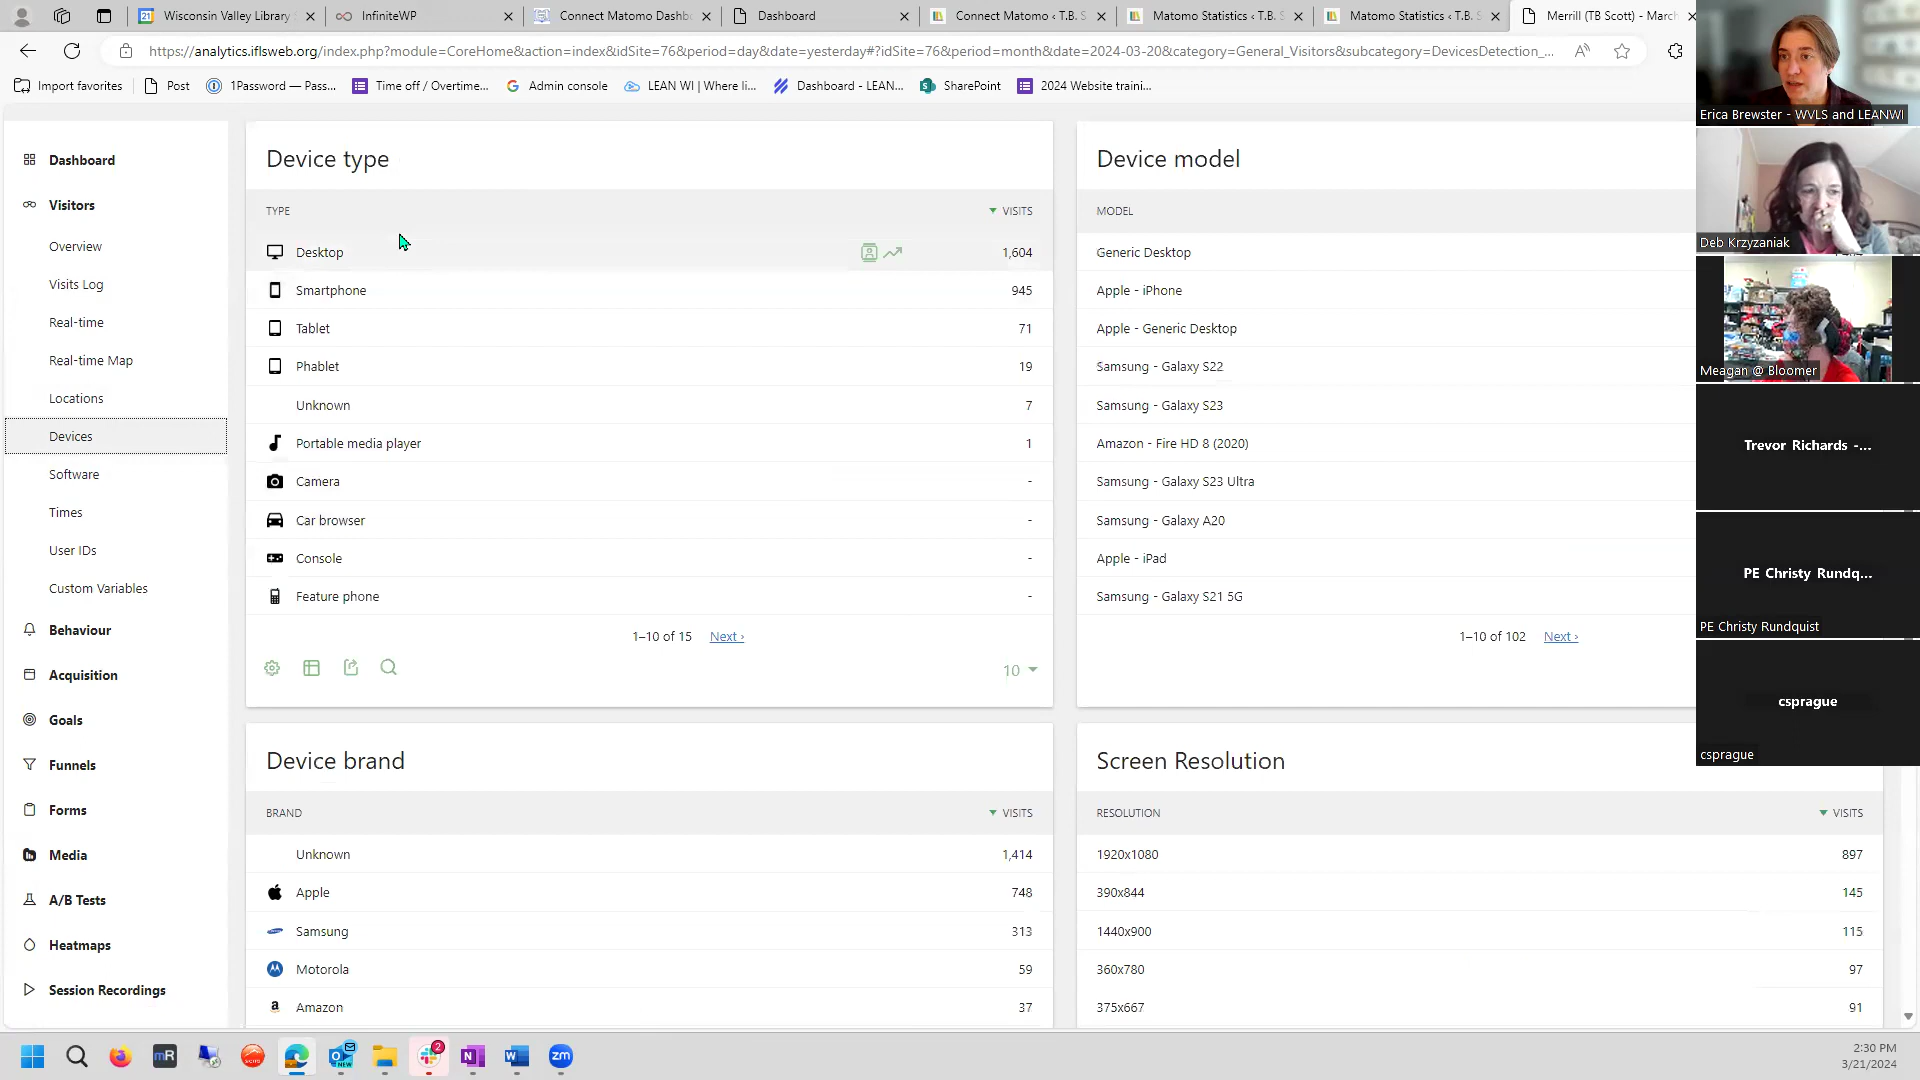 Wisconsin Valley Library
InfiniteWP
Connect Matomo Dashb
Dashboard
Connect Matomo ‹ T.B. S
Matomo Statistics ‹ T.B. S
Matomo Statistics ‹ T.B. S
Merrill (TB Scott) - March
https://analytics.iflsweb.org/index.php?module=CoreHome&action=index&idSite=76&period=day&date=yesterday#?idSite=76&period=month&date=2024-03-20&category=General_Visitors&subcategory=DevicesDetection_...
Import favorites
Post
1Password — Pass...
Time off / Overtime...
Admin console
LEAN WI | Where li...
Dashboard - LEAN...
SharePoint
2024 Website traini...
Dashboard
Visitors
Overview
Visits Log
Real-time
Real-time Map
Locations
Devices
Software
Times
User IDs
Custom Variables
Behaviour
Acquisition
Goals
Funnels
Forms
Media
A/B Tests
Heatmaps
Session Recordings
Device type
TYPE VISITS
Desktop 1,604
Smartphone 945
Tablet 71
Phablet 19
Unknown 7
Portable media player 1
Camera -
Car browser -
Console -
Feature phone -
1–10 of 15 Next ›
10
Device model
MODEL
Generic Desktop
Apple - iPhone
Apple - Generic Desktop
Samsung - Galaxy S22
Samsung - Galaxy S23
Amazon - Fire HD 8 (2020)
Samsung - Galaxy S23 Ultra
Samsung - Galaxy A20
Apple - iPad
Samsung - Galaxy S21 5G
1–10 of 102 Next ›
Device brand
BRAND VISITS
Unknown 1,414
Apple 748
Samsung 313
Motorola 59
Amazon 37
Screen Resolution
RESOLUTION VISITS
1920x1080 897
390x844 145
1440x900 115
360x780 97
375x667 91
Erica Brewster - WVLS and LEANWI
Deb Krzyzaniak
Meagan @ Bloomer
Trevor Richards -...
PE Christy Rundq...
PE Christy Rundquist
csprague
csprague
2:30 PM
3/21/2024